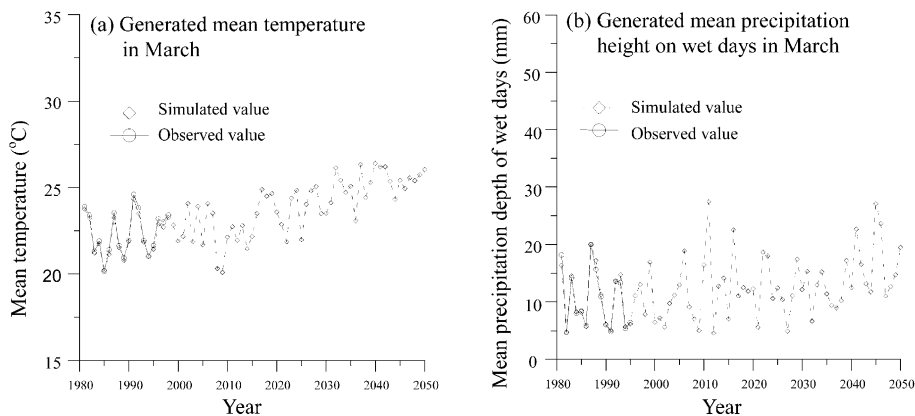 (a) Generated mean temperature
in March
Simulated value
Observed value
Mean temperature (°C)
35
30
25
20
15
1980 1990 2000 2010 2020 2030 2040 2050
Year
(b) Generated mean precipitation
height on wet days in March
Simulated value
Observed value
Mean precipitation depth of wet days (mm)
60
50
40
30
20
10
0
1980 1990 2000 2010 2020 2030 2040 2050
Year